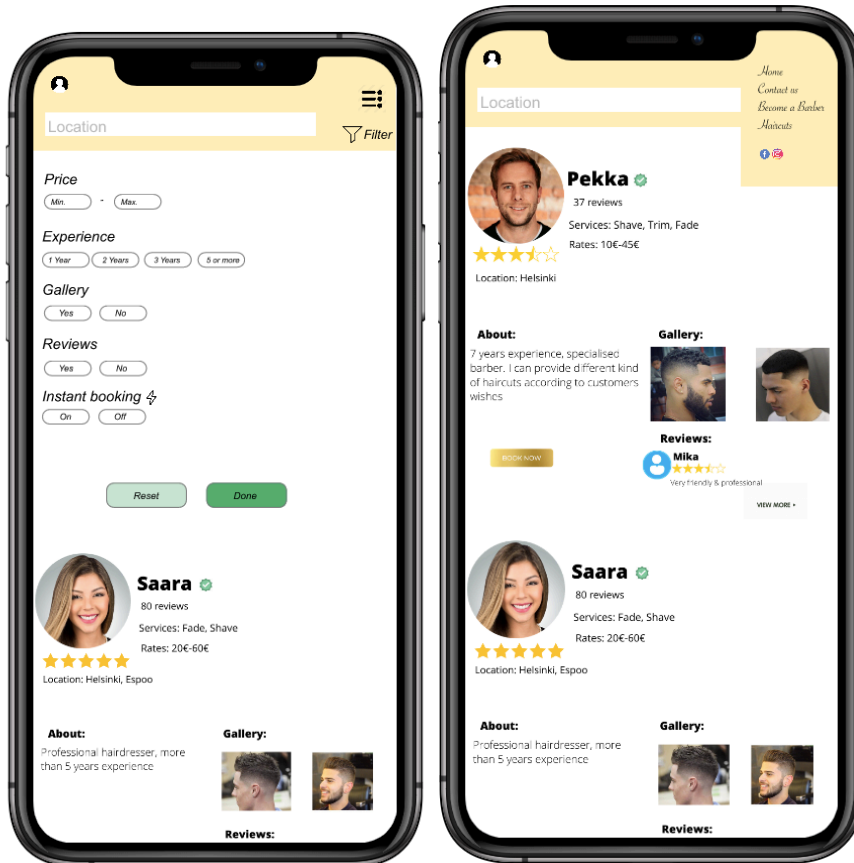 Location
Filter
Price
Min. - Max.
Experience
1 Year 2 Years 3 Years 5 or more
Gallery
Yes No
Reviews
Yes No
Instant booking
On Off
Reset Done
Saara
80 reviews
Services: Fade, Shave
Rates: 20€-60€
Location: Helsinki, Espoo
About:
Professional hairdresser, more
than 5 years experience
Gallery:
Reviews:
Location
Home
Contact us
Become a Barber
Haircuts
Pekka
37 reviews
Services: Shave, Trim, Fade
Rates: 10€-45€
Location: Helsinki
About:
7 years experience, specialised
barber. I can provide different kind
of haircuts according to customers
wishes
BOOK NOW
Gallery:
Reviews:
Mika
Very friendly & professional
VIEW MORE +
Saara
80 reviews
Services: Fade, Shave
Rates: 20€-60€
Location: Helsinki, Espoo
About:
Professional hairdresser, more
than 5 years experience
Gallery:
Reviews: